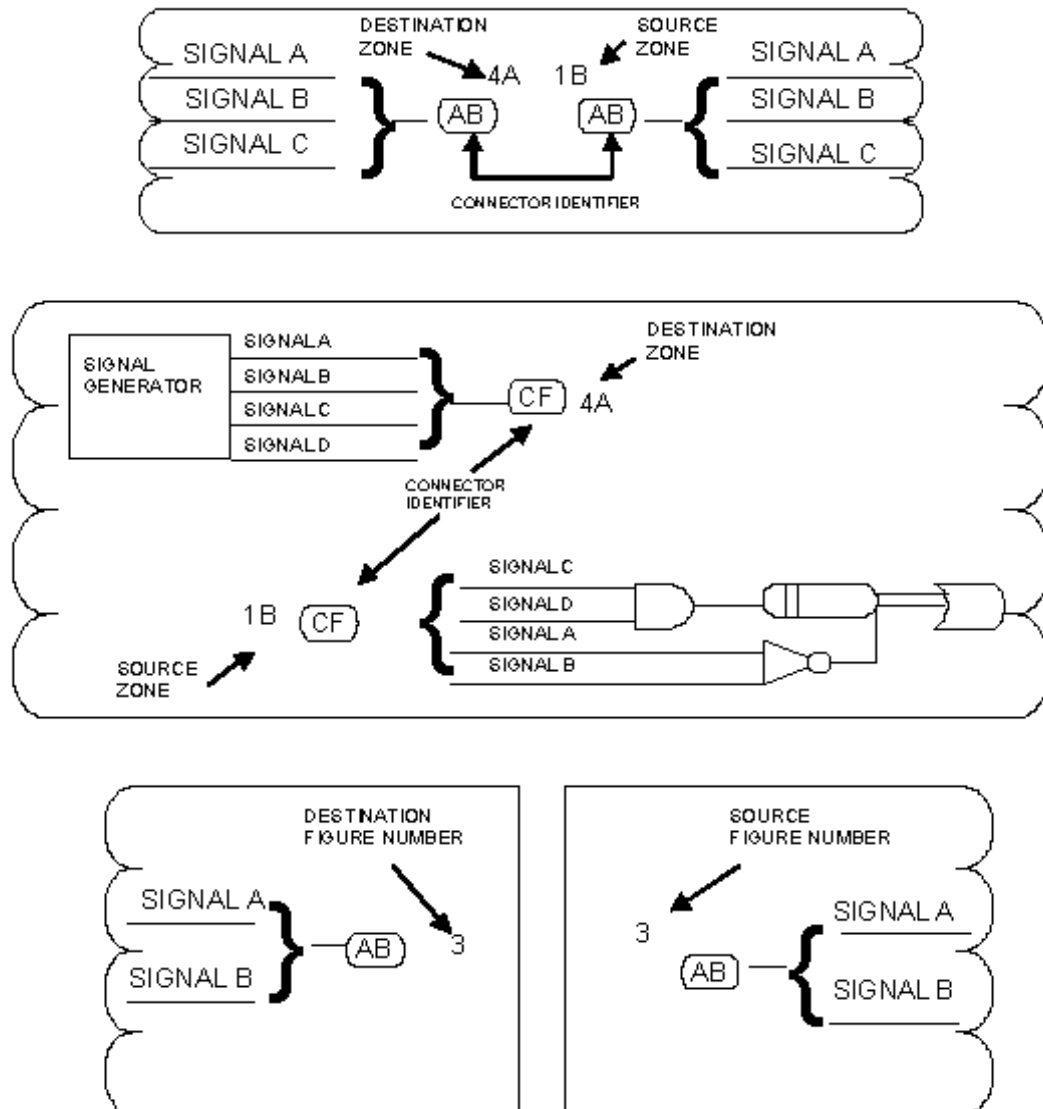 DESTINATION
ZONE
SOURCE
ZONE
SIGNAL A
SIGNAL B
SIGNAL C
4A
1B
AB
AB
SIGNAL A
SIGNAL B
SIGNAL C
CONNECTOR IDENTIFIER
SIGNAL
GENERATOR
SIGNAL A
SIGNAL B
SIGNAL C
SIGNAL D
CF
4A
DESTINATION
ZONE
CONNECTOR
IDENTIFIER
1B
CF
SOURCE
ZONE
SIGNAL C
SIGNAL D
SIGNAL A
SIGNAL B
DESTINATION
FIGURE NUMBER
SIGNAL A
SIGNAL B
AB
3
SOURCE
FIGURE NUMBER
3
AB
SIGNAL A
SIGNAL B